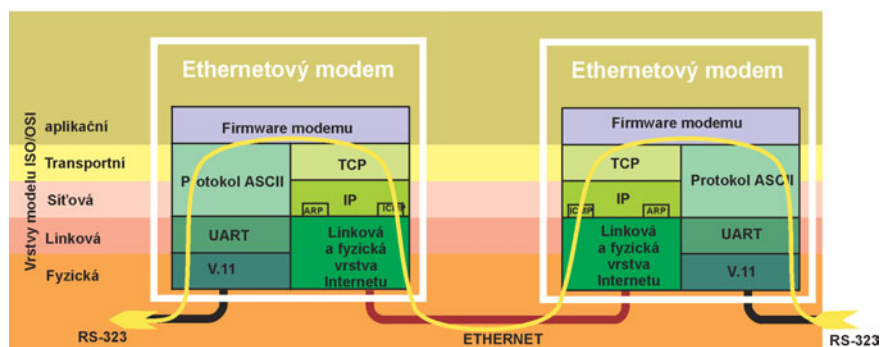 Vrstvy modelu ISO/OSI
aplikační
Transportní
Síťová
Linková
Fyzická
Ethernetový modem
Firmware modemu
Protokol ASCII
TCP
IP
ARP
ICMP
UART
V.11
Linková
a fyzická
vrstva
Internetu
RS-323
ETHERNET
Ethernetový modem
Firmware modemu
TCP
IP
ICMP
ARP
Protokol ASCII
Linková
a fyzická
vrstva
Internetu
UART
V.11
RS-323